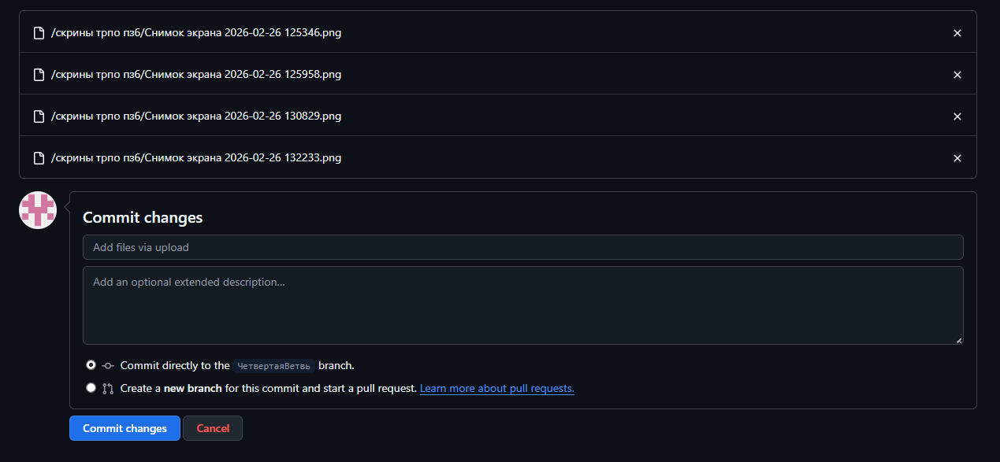 /скрины трпо пз6/Снимок экрана 2026-02-26 125346.png
/скрины трпо пз6/Снимок экрана 2026-02-26 125958.png
/скрины трпо пз6/Снимок экрана 2026-02-26 130829.png
/скрины трпо пз6/Снимок экрана 2026-02-26 132233.png
Commit changes
Add files via upload
Add an optional extended description...
Commit directly to the ЧетвертаяВетвь branch.
Create a new branch for this commit and start a pull request. Learn more about pull requests.
Commit changes Cancel